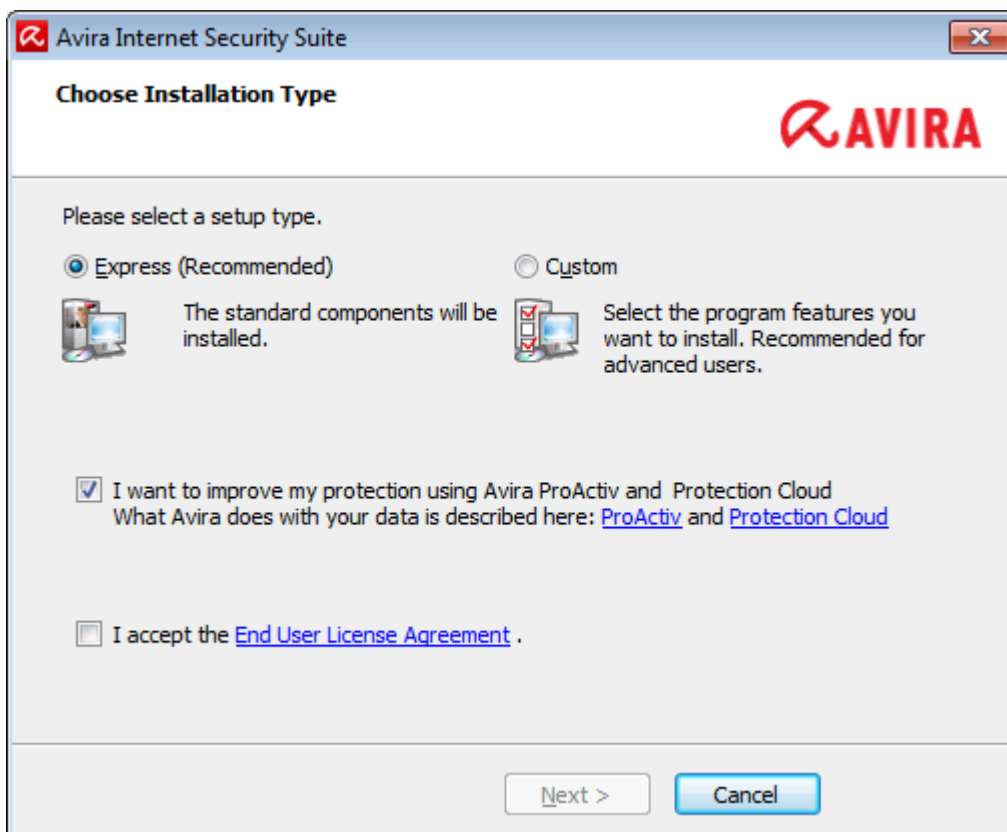 Avira Internet Security Suite
Choose Installation Type
AVIRA
Please select a setup type.
Express (Recommended)
The standard components will be
installed.
Custom
Select the program features you
want to install. Recommended for
advanced users.
I want to improve my protection using Avira ProActiv and  Protection Cloud
What Avira does with your data is described here: ProActiv and Protection Cloud
I accept the End User License Agreement .
Next >
Cancel